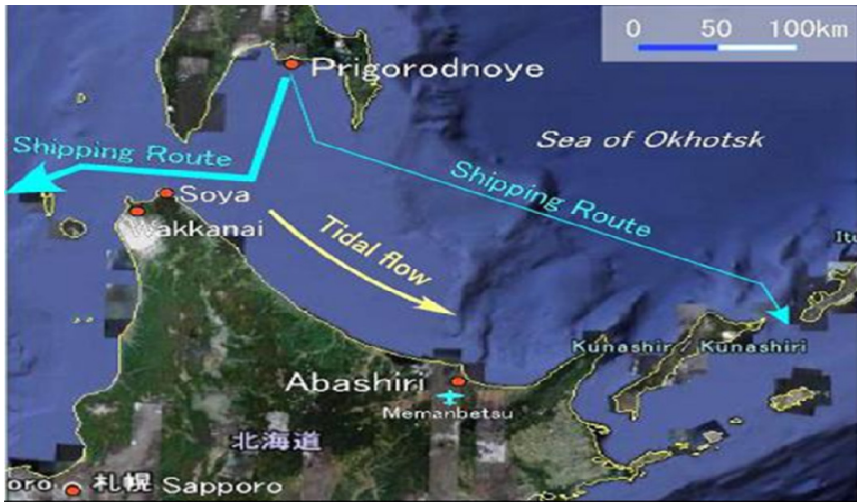 0 50 100km
Prigorodnoye
Sea of Okhotsk
Shipping Route
Shipping Route
Soya
Wakkanai
Tidal flow
Kunashir / Kunashiri
Abashiri
Memanbetsu
北海道
札幌 Sapporo